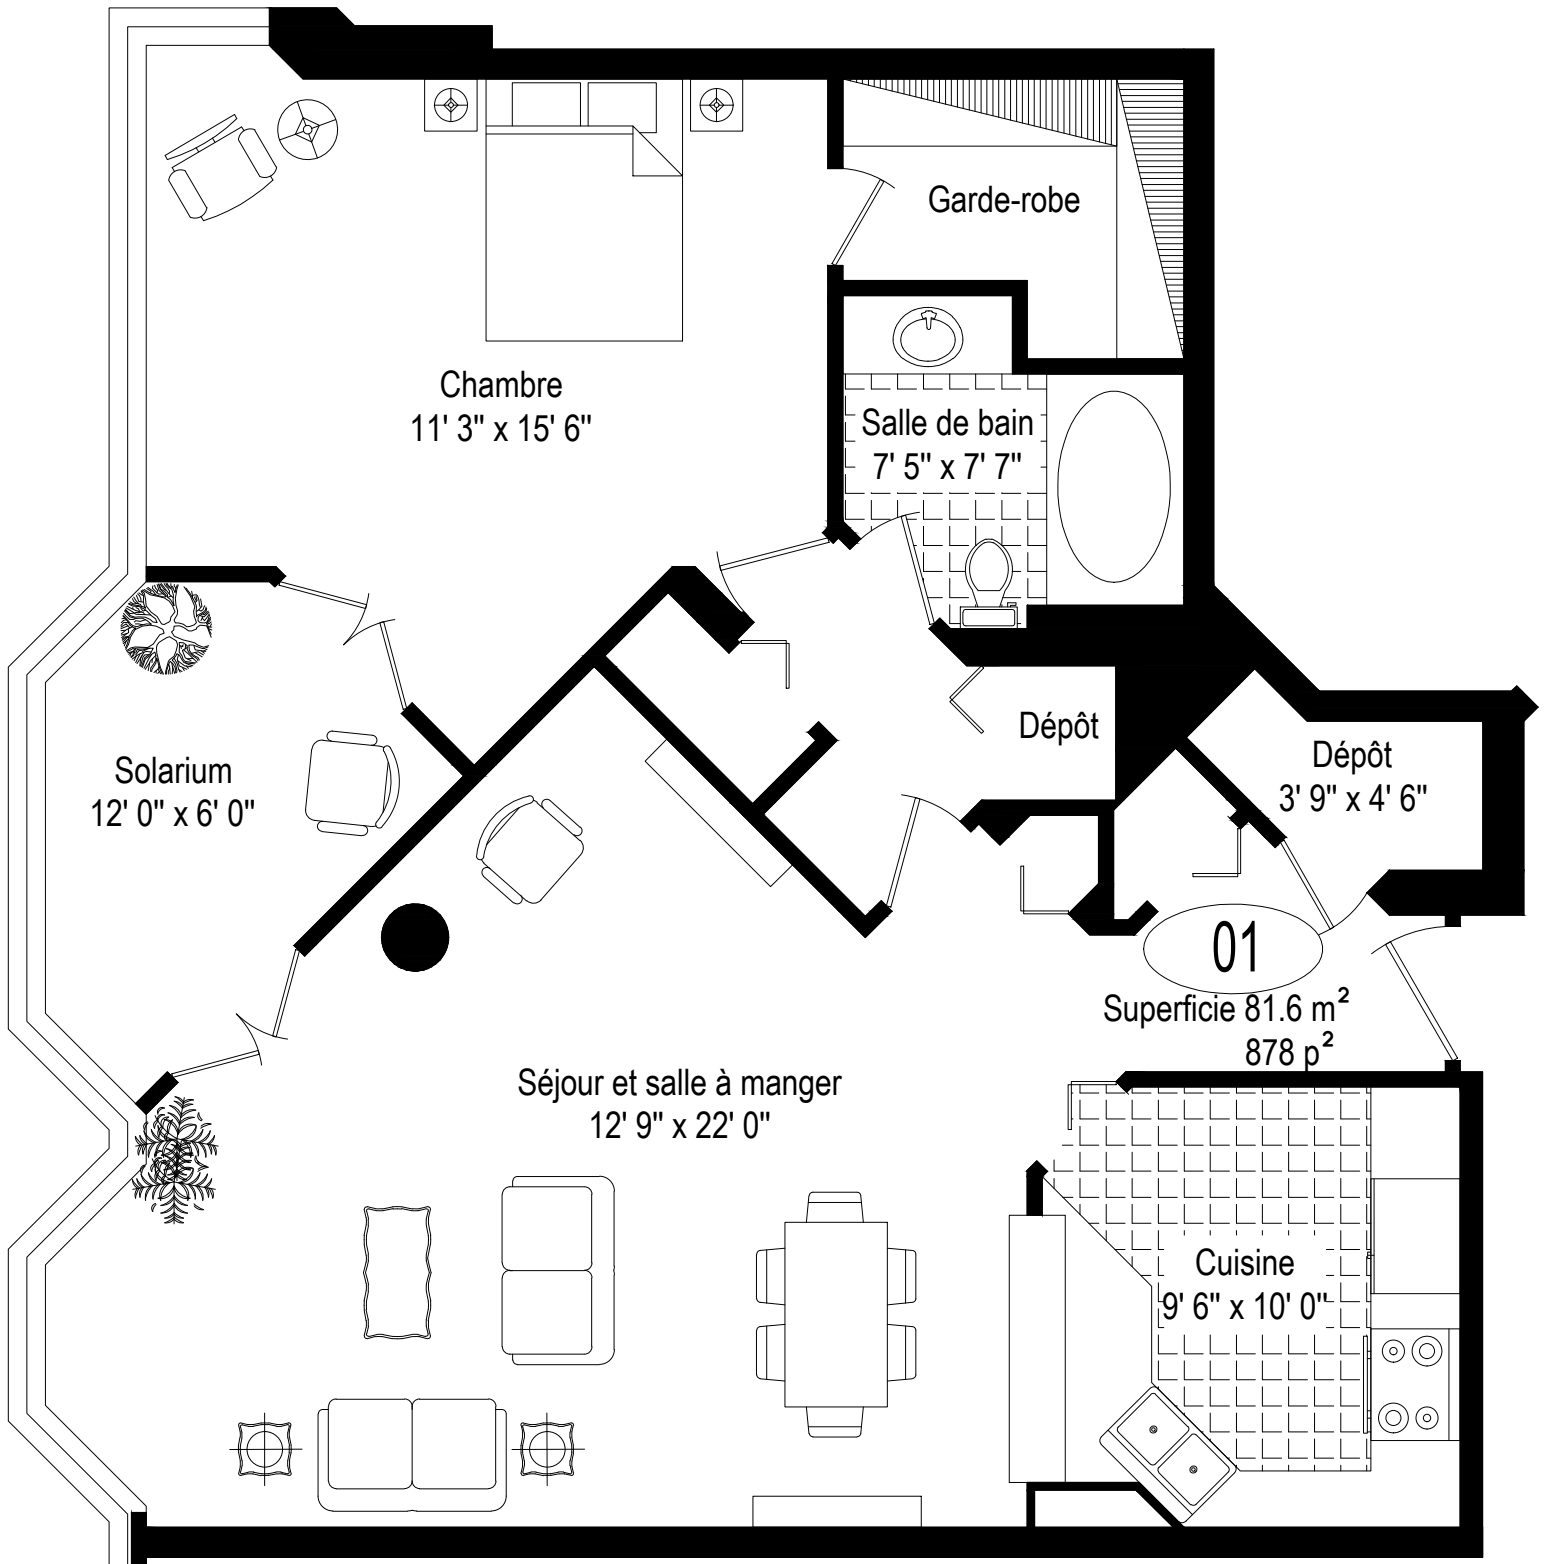 Garde-robe
Chambre
11' 3" x 15' 6"
Salle de bain
7' 5" x 7' 7"
Dépôt
Dépôt
3' 9" x 4' 6"
Solarium
12' 0" x 6' 0"
01
Superficie 81.6 m²
878 p²
Séjour et salle à manger
12' 9" x 22' 0"
Cuisine
9' 6" x 10' 0"